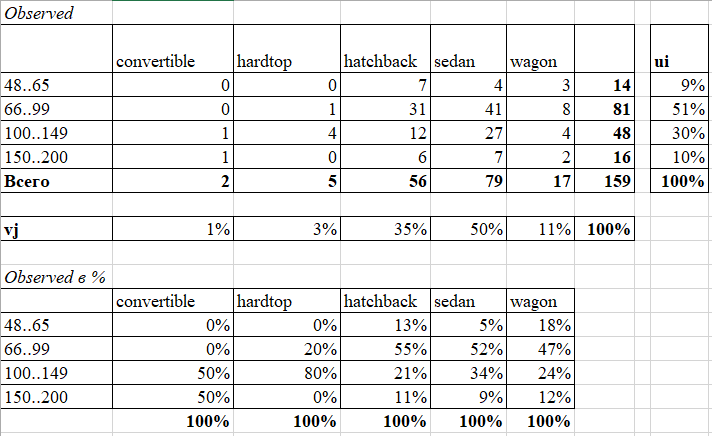 Observed
convertible hardtop hatchback sedan wagon ui
48..65 0 0 7 4 3 14 9%
66..99 0 1 31 41 8 81 51%
100..149 1 4 12 27 4 48 30%
150..200 1 0 6 7 2 16 10%
Всего 2 5 56 79 17 159 100%
vj 1% 3% 35% 50% 11% 100%
Observed в %
convertible hardtop hatchback sedan wagon
48..65 0% 0% 13% 5% 18%
66..99 0% 20% 55% 52% 47%
100..149 50% 80% 21% 34% 24%
150..200 50% 0% 11% 9% 12%
100% 100% 100% 100% 100%